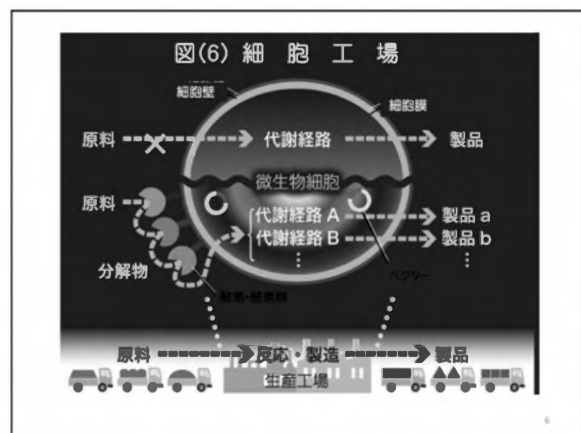 図(6) 細 胞 工 場
細胞壁
細胞膜
原料
代謝経路
製品
微生物細胞
原料
代謝経路 A
製品 a
代謝経路 B
製品 b
⋮
⋮
分解物
ベクター
原料
反応・製造
製品
生産工場
6